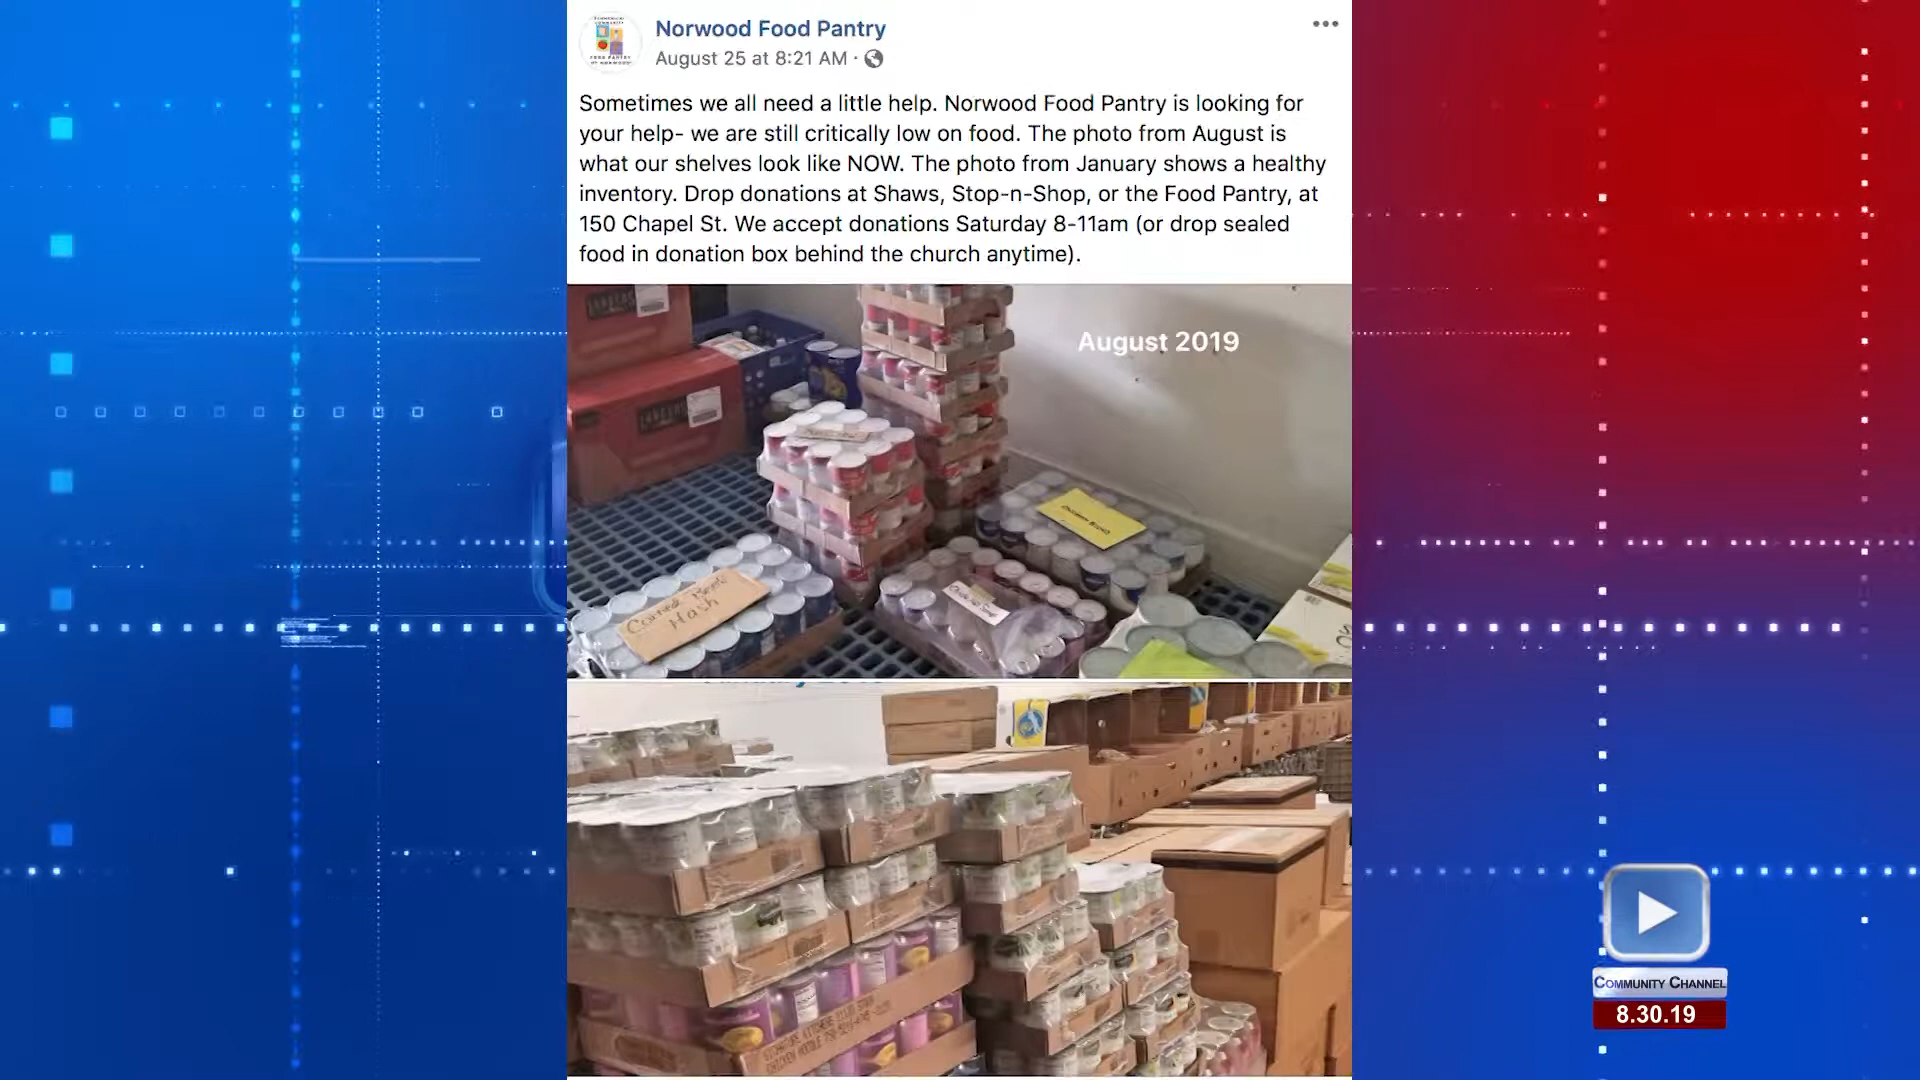 Norwood Food Pantry
August 25 at 8:21 AM ·
Sometimes we all need a little help. Norwood Food Pantry is looking for
your help- we are still critically low on food. The photo from August is
what our shelves look like NOW. The photo from January shows a healthy
inventory. Drop donations at Shaws, Stop-n-Shop, or the Food Pantry, at
150 Chapel St. We accept donations Saturday 8-11am (or drop sealed
food in donation box behind the church anytime).
August 2019
Corned Beef
Hash
CHICKEN NOODLE
COMMUNITY CHANNEL
8.30.19